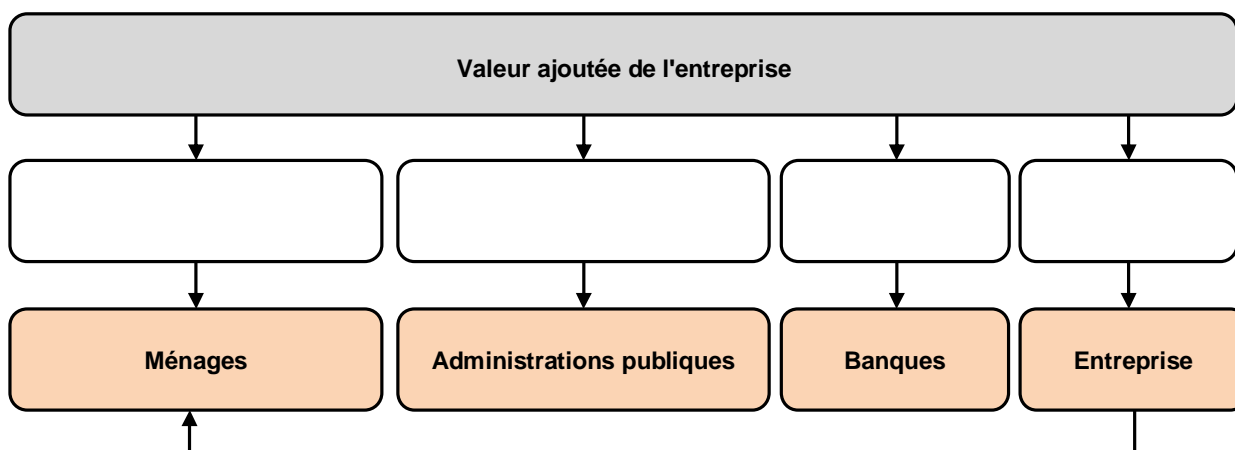 Valeur ajoutée de l'entreprise
Ménages
Administrations publiques
Banques
Entreprise